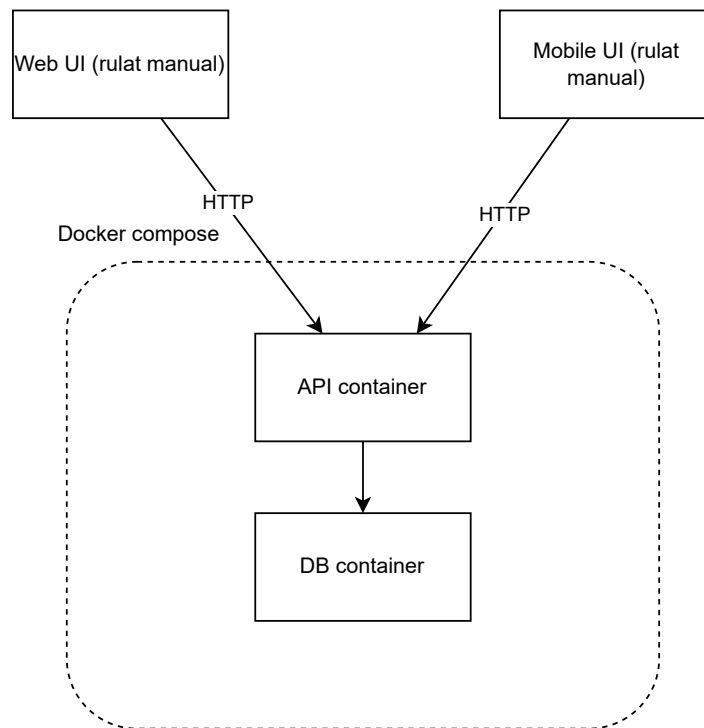 Web UI (rulat manual)
Mobile UI (rulat
manual)
HTTP
HTTP
Docker compose
API container
DB container